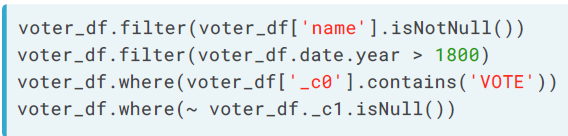 voter_df.filter(voter_df['name'].isNotNull())
voter_df.filter(voter_df.date.year > 1800)
voter_df.where(voter_df['_c0'].contains('VOTE'))
voter_df.where(~ voter_df._c1.isNull())